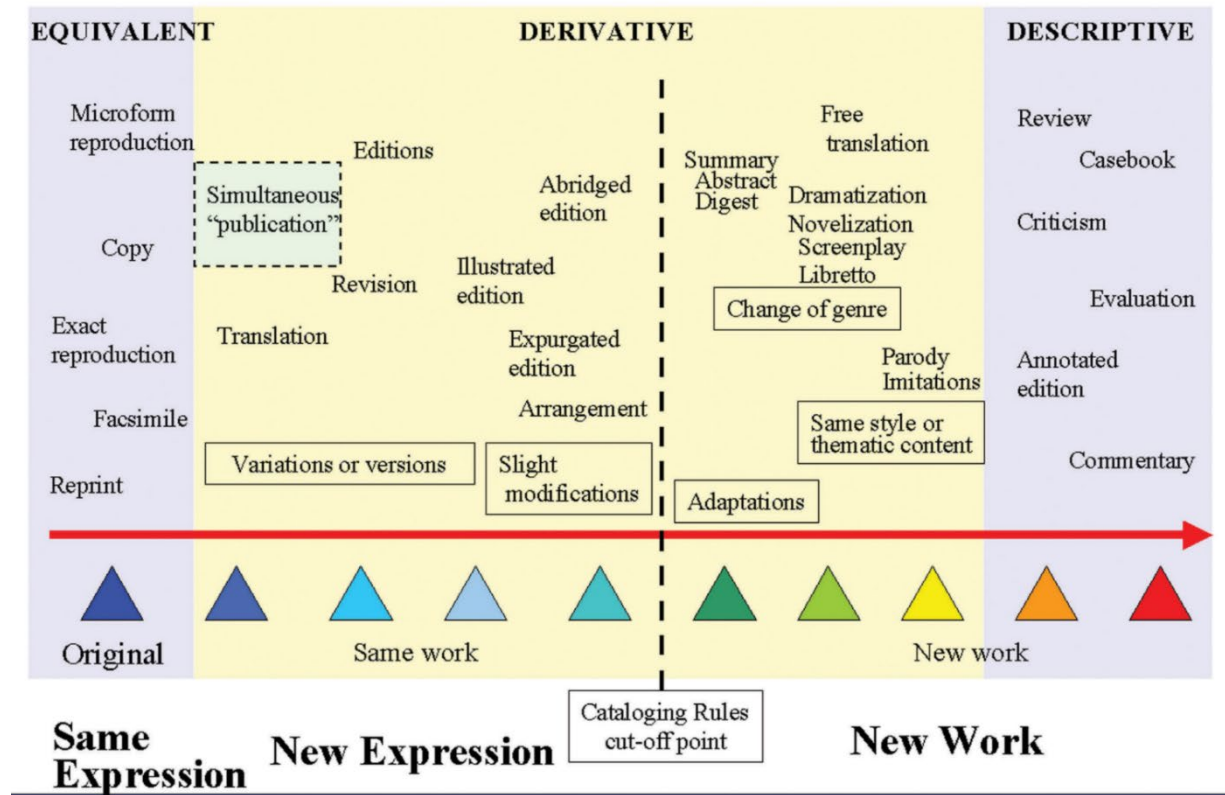 EQUIVALENT
DERIVATIVE
DESCRIPTIVE
Microform
reproduction
Copy
Exact
reproduction
Facsimile
Reprint
Simultaneous
“publication”
Editions
Revision
Translation
Illustrated
edition
Abridged
edition
Expurgated
edition
Arrangement
Variations or versions
Slight
modifications
Summary
Abstract
Digest
Free
translation
Dramatization
Novelization
Screenplay
Libretto
Change of genre
Parody
Imitations
Same style or
thematic content
Adaptations
Review
Casebook
Criticism
Evaluation
Annotated
edition
Commentary
Original
Same work
New work
Cataloging Rules
cut-off point
Same
Expression
New Expression
New Work